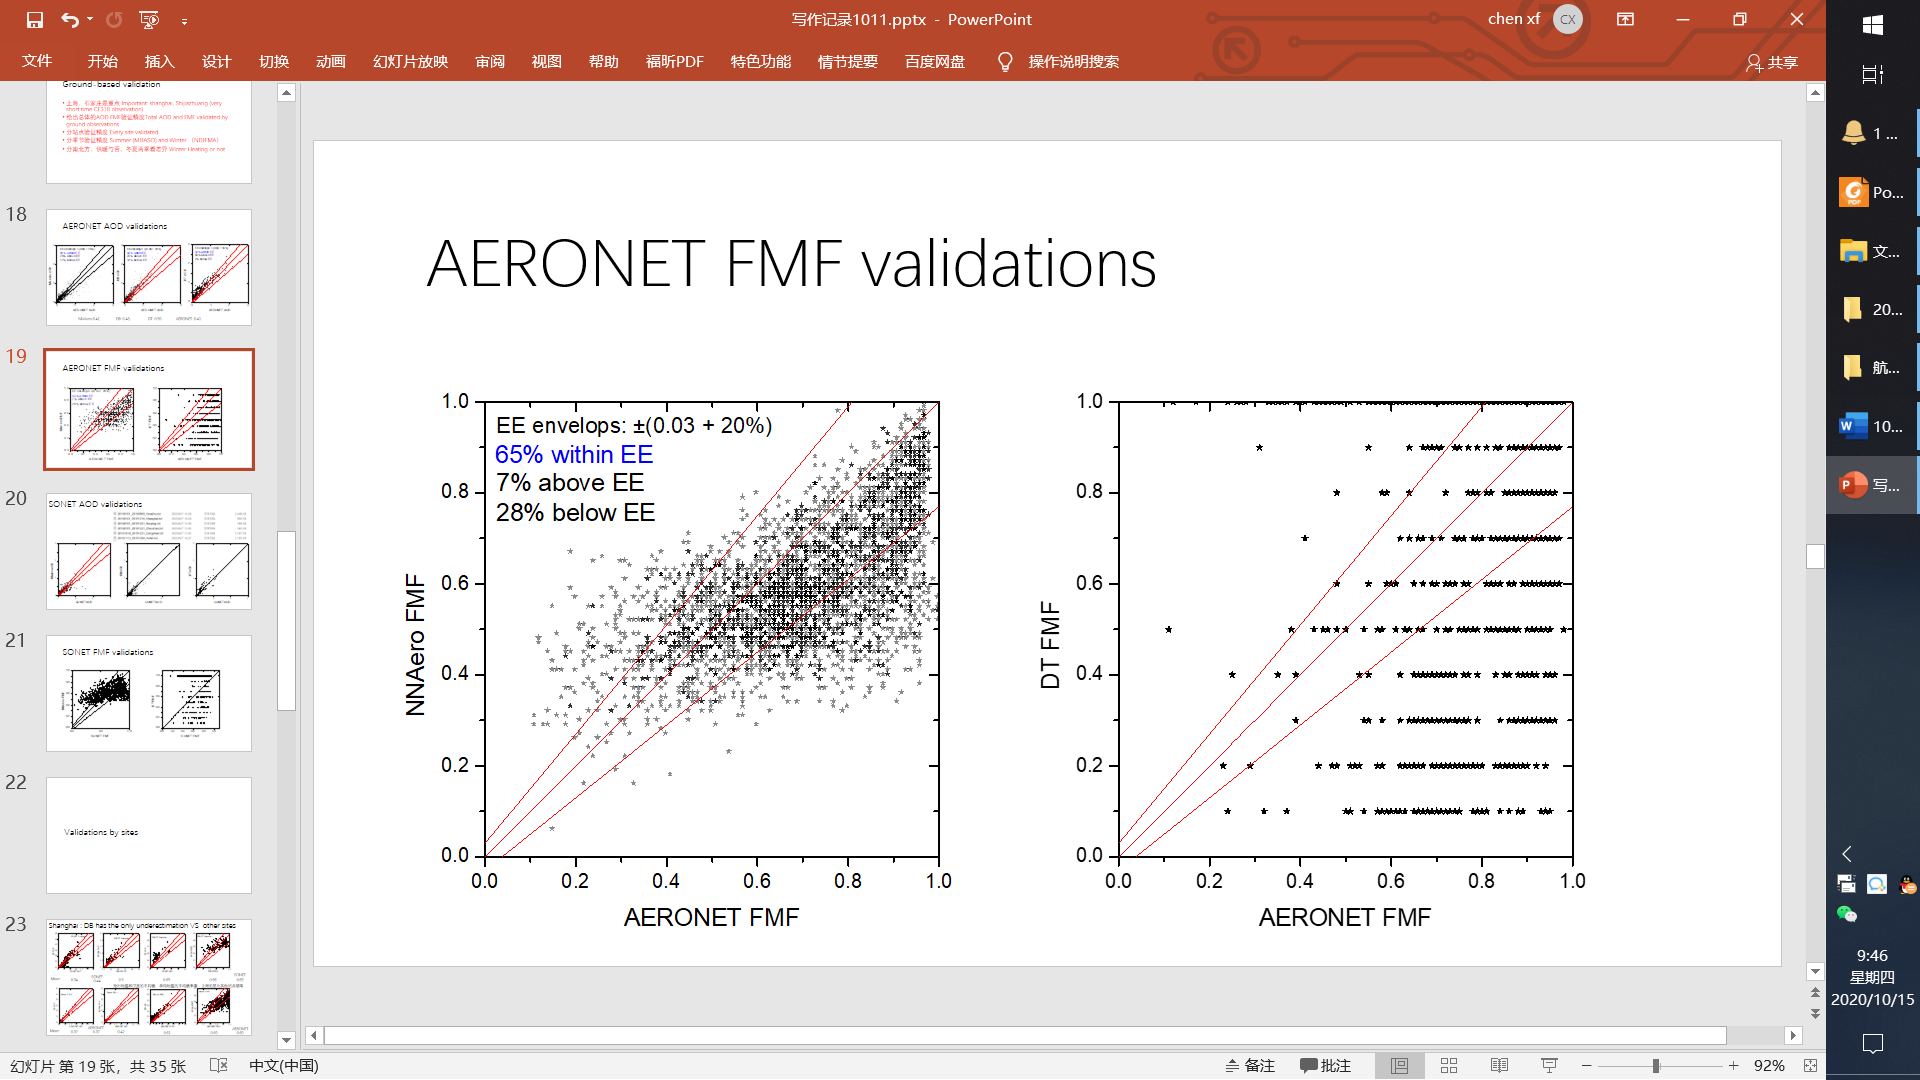 写作记录1011.pptx - PowerPoint
chen xf
CX
文件 开始 插入 设计 切换 动画 幻灯片放映 审阅 视图 帮助 福昕PDF 特色功能 情节提要 百度网盘 操作说明搜索
共享
Ground-based validation
18
AERONET AOD validations
19
AERONET FMF validations
20
SONET AOD validations
21
SONET FMF validations
22
Validations by sites
23
Shanghai: DB has the only underestimation VS other sites
AERONET FMF validations
EE envelops: ±(0.03 + 20%)
65% within EE
7% above EE
28% below EE
1.0
0.8
0.6
0.4
0.2
0.0
NNAero FMF
0.0 0.2 0.4 0.6 0.8 1.0
AERONET FMF
1.0
0.8
0.6
0.4
0.2
0.0
DT FMF
0.0 0.2 0.4 0.6 0.8 1.0
AERONET FMF
幻灯片 第 19 张，共 35 张
中文(中国)
备注
批注
92%
1 ...
Po...
文...
20...
航...
10...
写...
9:46
星期四
2020/10/15